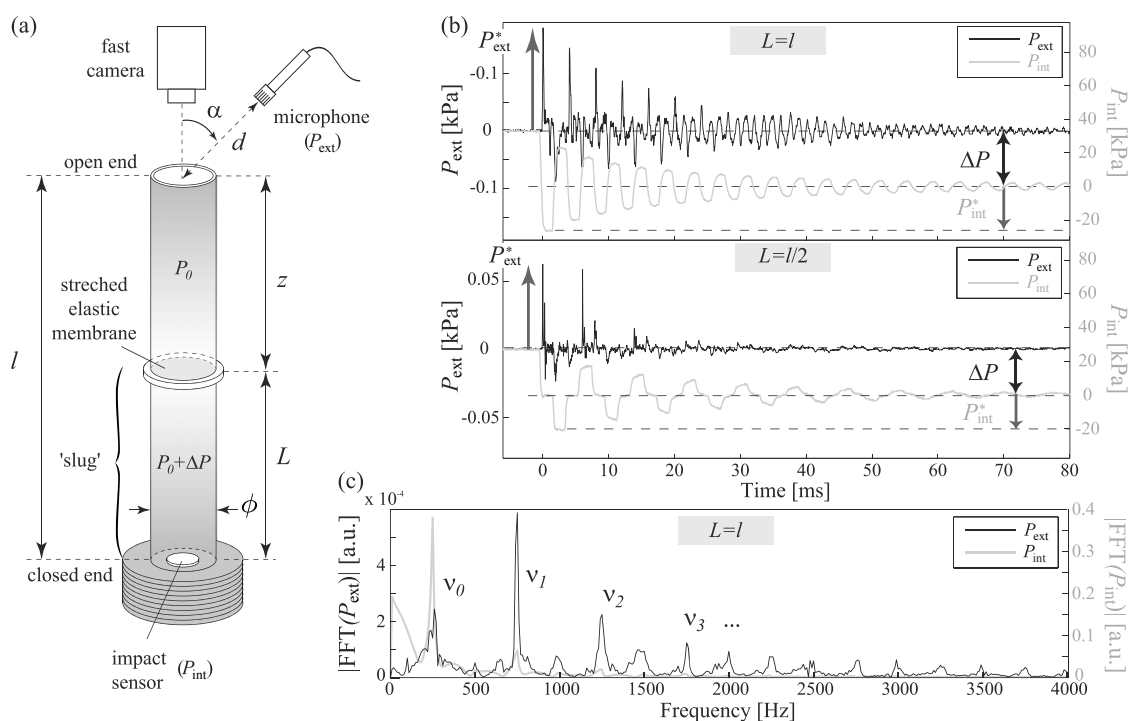 (a)
fast
camera
α
d
microphone
(P_ext)
open end
P_0
z
streched
elastic
membrane
l
'slug'
P_0+ΔP
L
ϕ
closed end
impact
sensor
(P_int)
(b)
P*_ext
L=l
P_ext
P_int
-0.1
0
-0.1
P_ext [kPa]
80
60
40
20
0
-20
P_int [kPa]
ΔP
P*_int
P*_ext
L=l/2
P_ext
P_int
0.05
0
-0.05
P_ext [kPa]
80
60
40
20
0
-20
P_int [kPa]
ΔP
P*_int
0 10 20 30 40 50 60 70 80
Time [ms]
(c)
x 10⁻⁴
L=l
P_ext
P_int
|FFT(P_ext)| [a.u.]
4
2
0
ν_0
ν_1
ν_2
ν_3 ...
0.4
0.3
0.2
0.1
0
|FFT(P_int)| [a.u.]
0 500 1000 1500 2000 2500 3000 3500 4000
Frequency [Hz]